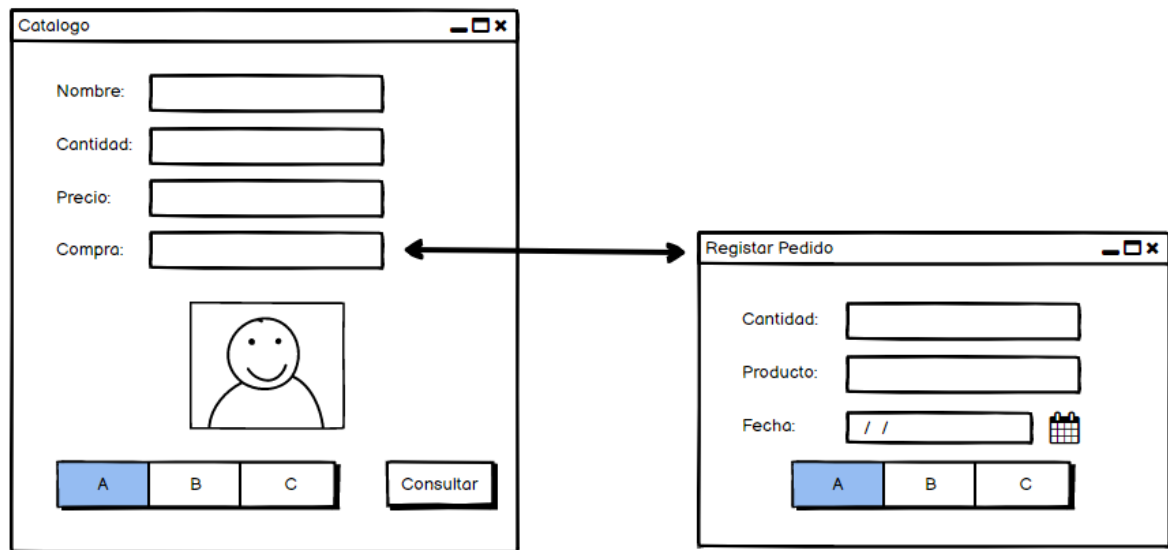 Catalogo
Nombre:
Cantidad:
Precio:
Compra:
A B C
Consultar
Registar Pedido
Cantidad:
Producto:
Fecha: / /
A B C